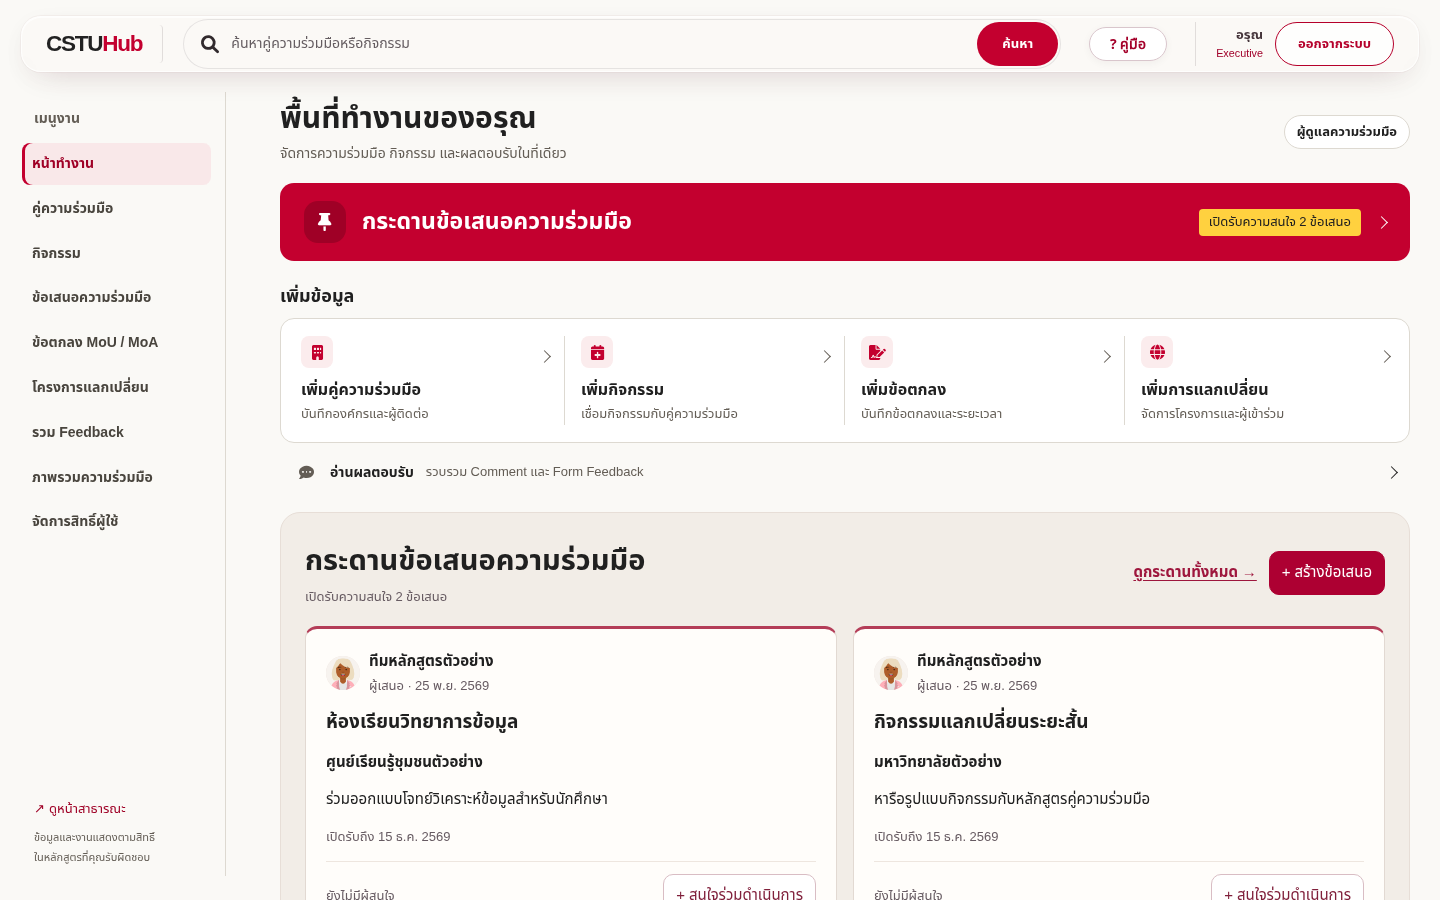 CSTUHub
ค้นหาคู่ความร่วมมือหรือกิจกรรม
ค้นหา
? คู่มือ
อรุณ
Executive
ออกจากระบบ
เมนูงาน
หน้าทำงาน
คู่ความร่วมมือ
กิจกรรม
ข้อเสนอความร่วมมือ
ข้อตกลง MoU / MoA
โครงการแลกเปลี่ยน
รวม Feedback
ภาพรวมความร่วมมือ
จัดการสิทธิ์ผู้ใช้
↗ ดูหน้าสาธารณะ
ข้อมูลและงานแสดงตามสิทธิ์
ในหลักสูตรที่คุณรับผิดชอบ
พื้นที่ทำงานของอรุณ
จัดการความร่วมมือ กิจกรรม และผลตอบรับในที่เดียว
ผู้ดูแลความร่วมมือ
กระดานข้อเสนอความร่วมมือ
เปิดรับความสนใจ 2 ข้อเสนอ
เพิ่มข้อมูล
เพิ่มคู่ความร่วมมือ
บันทึกองค์กรและผู้ติดต่อ
เพิ่มกิจกรรม
เชื่อมกิจกรรมกับคู่ความร่วมมือ
เพิ่มข้อตกลง
บันทึกข้อตกลงและระยะเวลา
เพิ่มการแลกเปลี่ยน
จัดการโครงการและผู้เข้าร่วม
อ่านผลตอบรับ รวบรวม Comment และ Form Feedback
กระดานข้อเสนอความร่วมมือ
เปิดรับความสนใจ 2 ข้อเสนอ
ดูกระดานทั้งหมด →
+ สร้างข้อเสนอ
ทีมหลักสูตรตัวอย่าง
ผู้เสนอ · 25 พ.ย. 2569
ห้องเรียนวิทยาการข้อมูล
ศูนย์เรียนรู้ชุมชนตัวอย่าง
ร่วมออกแบบโจทย์วิเคราะห์ข้อมูลสำหรับนักศึกษา
เปิดรับถึง 15 ธ.ค. 2569
ยังไม่มีผู้สนใจ
+ สนใจร่วมดำเนินการ
ทีมหลักสูตรตัวอย่าง
ผู้เสนอ · 25 พ.ย. 2569
กิจกรรมแลกเปลี่ยนระยะสั้น
มหาวิทยาลัยตัวอย่าง
หารือรูปแบบกิจกรรมกับหลักสูตรคู่ความร่วมมือ
เปิดรับถึง 15 ธ.ค. 2569
ยังไม่มีผู้สนใจ
+ สนใจร่วมดำเนินการ